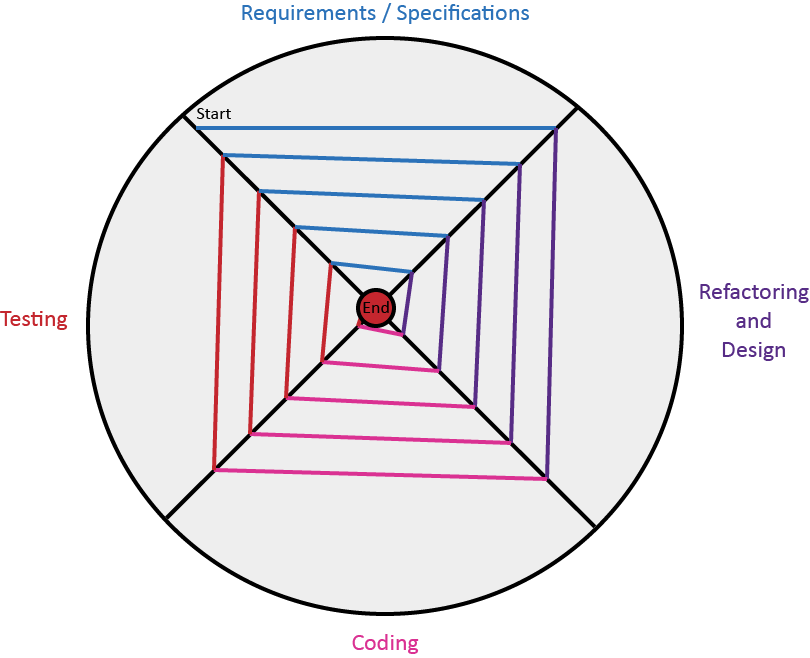 Requirements / Specifications
Start
End
Testing
Refactoring
and
Design
Coding